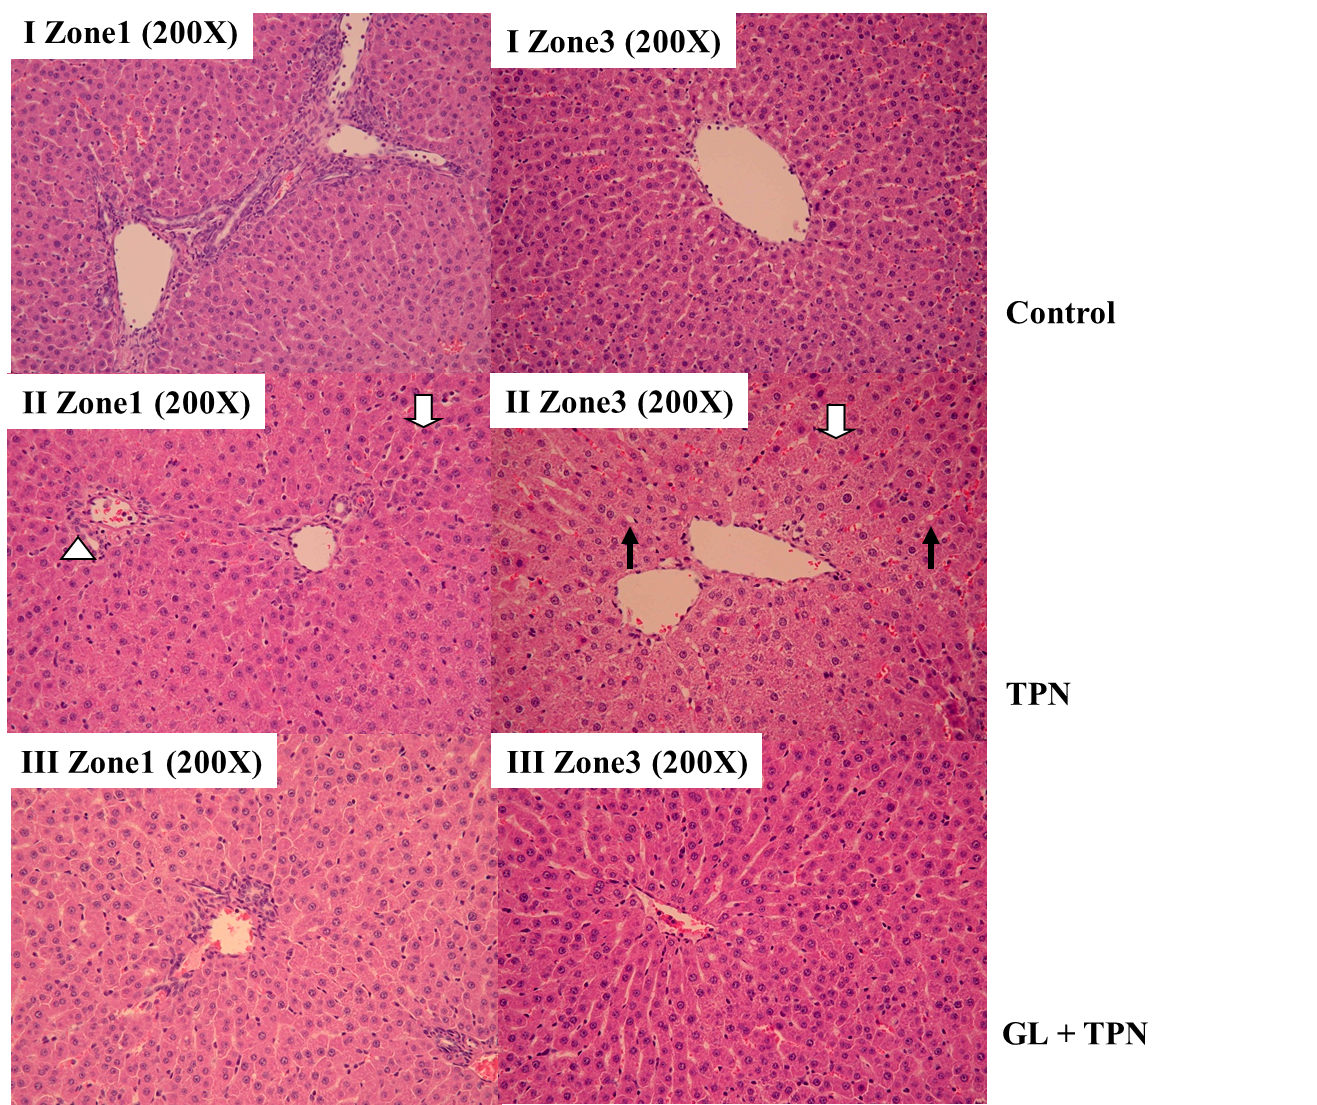 I Zone1 (200X)
I Zone3 (200X)
Control
II Zone1 (200X)
II Zone3 (200X)
TPN
III Zone1 (200X)
III Zone3 (200X)
GL + TPN